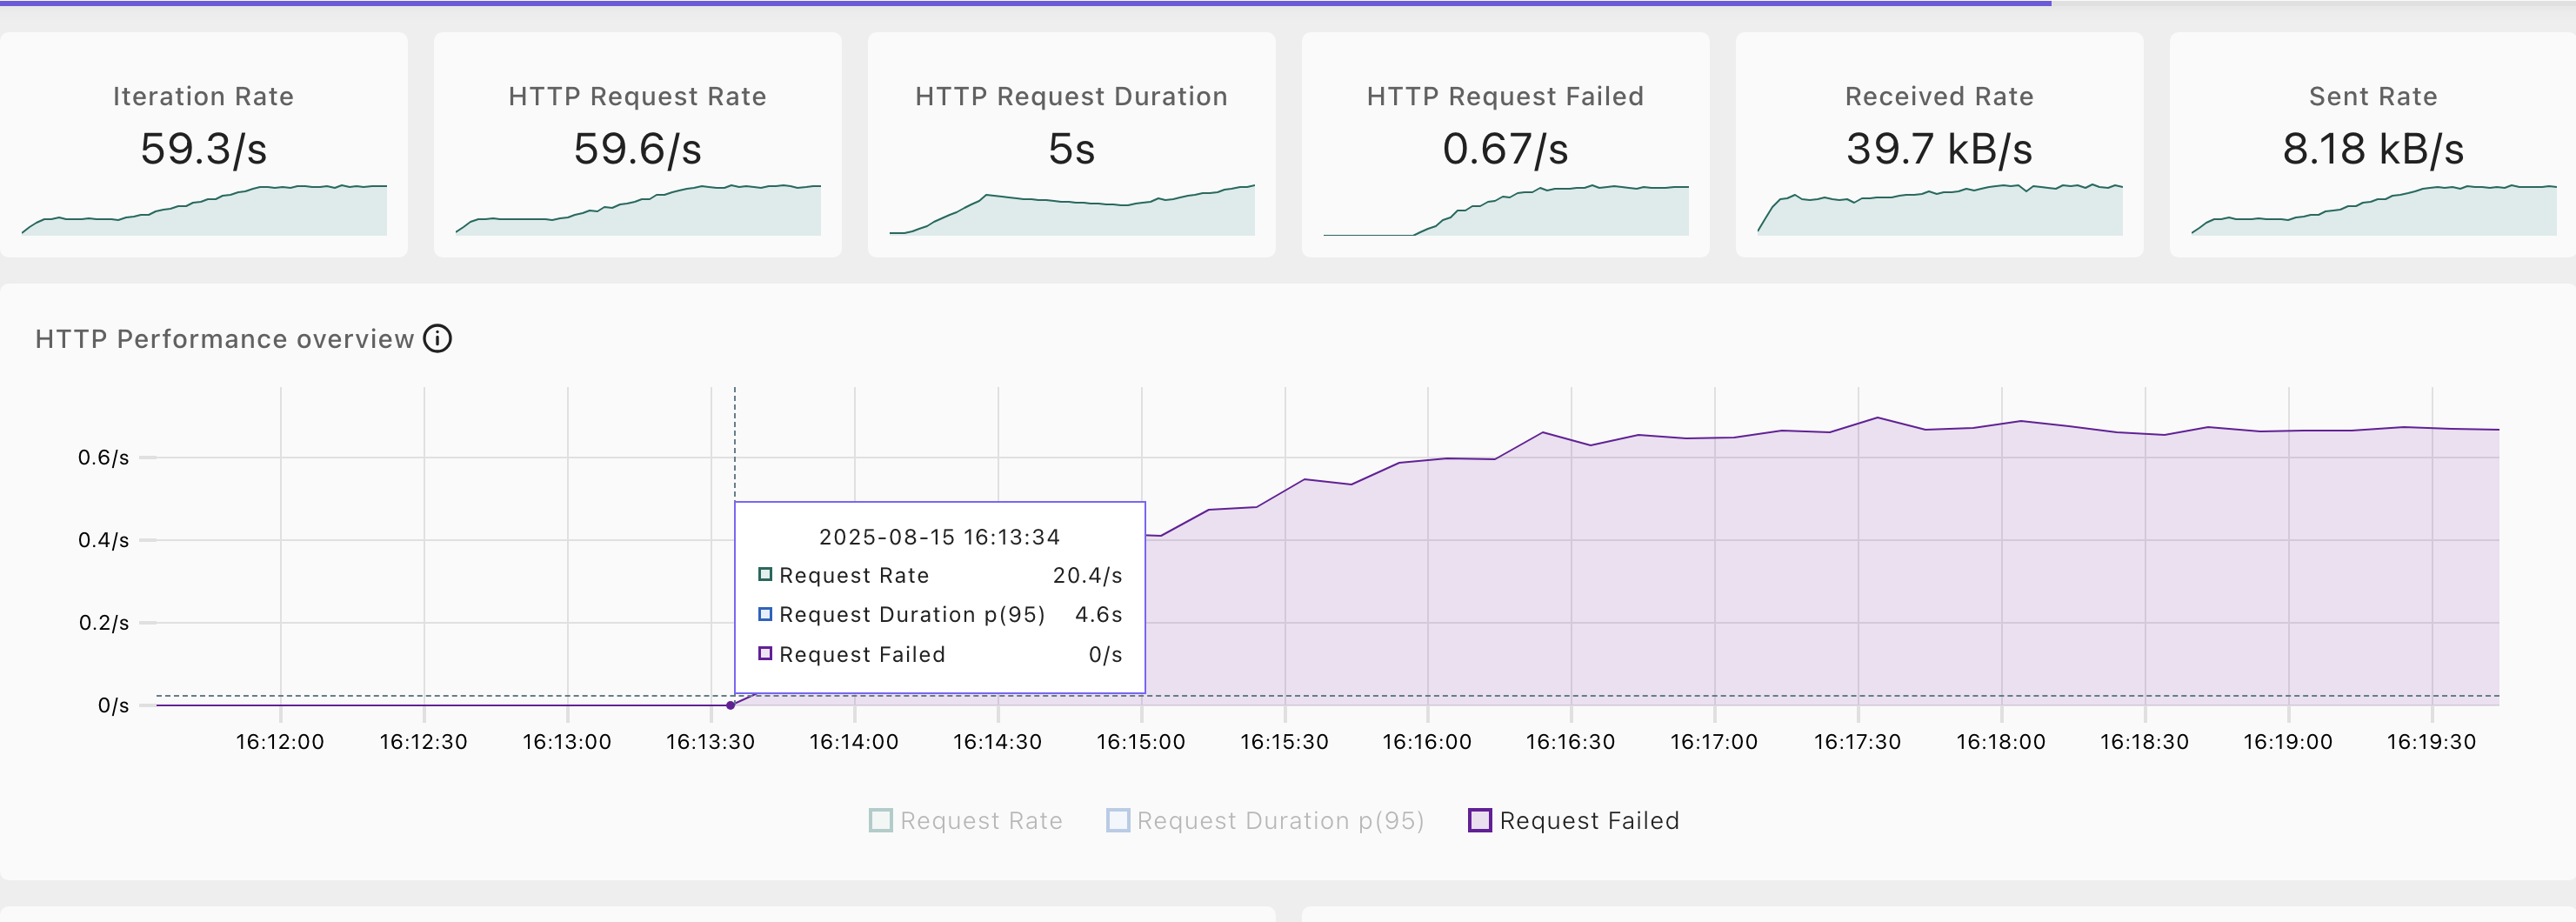 Iteration Rate
59.3/s
HTTP Request Rate
59.6/s
HTTP Request Duration
5s
HTTP Request Failed
0.67/s
Received Rate
39.7 kB/s
Sent Rate
8.18 kB/s
HTTP Performance overview
0.6/s
0.4/s
0.2/s
0/s
2025-08-15 16:13:34
Request Rate 20.4/s
Request Duration p(95) 4.6s
Request Failed 0/s
16:12:00 16:12:30 16:13:00 16:13:30 16:14:00 16:14:30 16:15:00 16:15:30 16:16:00 16:16:30 16:17:00 16:17:30 16:18:00 16:18:30 16:19:00 16:19:30
Request Rate Request Duration p(95) Request Failed